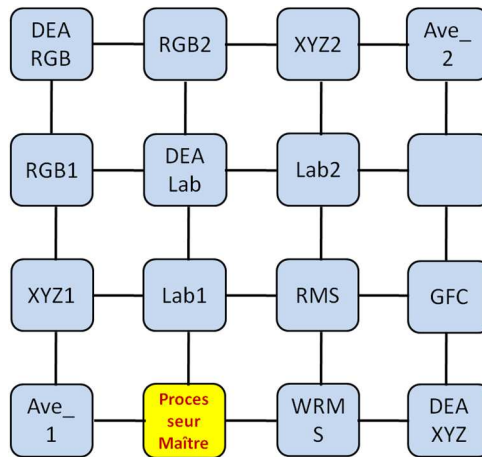 DEA
RGB
RGB2
XYZ2
Ave_
2
RGB1
DEA
Lab
Lab2
XYZ1
Lab1
RMS
GFC
Ave_
1
Proces
seur
Maître
WRM
S
DEA
XYZ